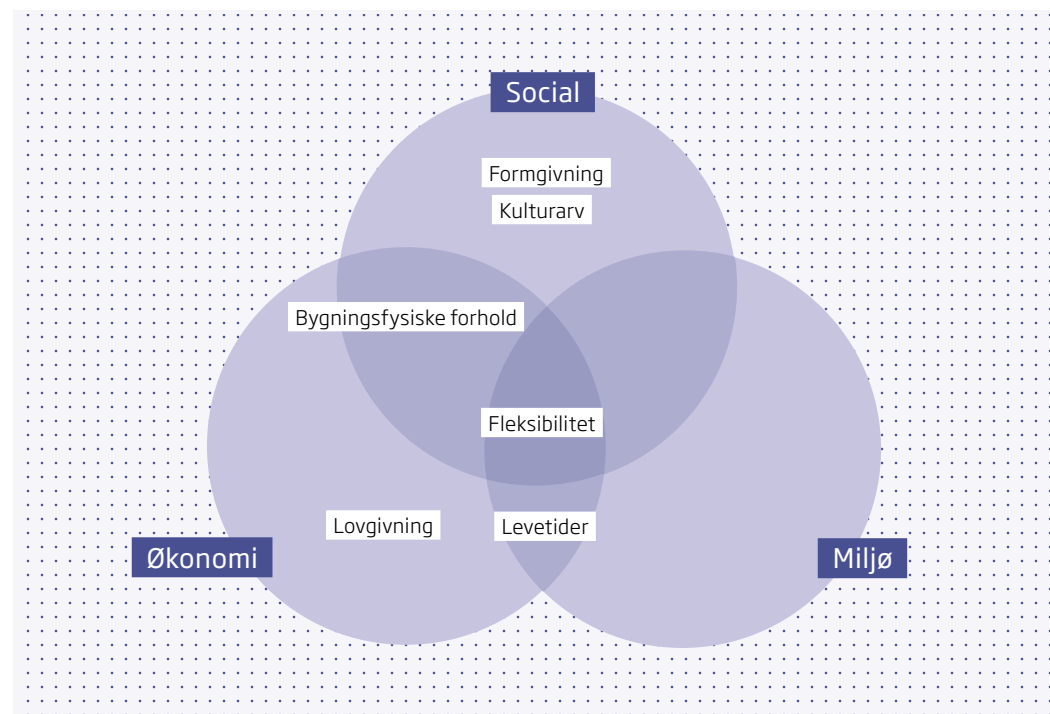 Social
Formgivning
Kulturarv
Bygningsfysiske forhold
Fleksibilitet
Lovgivning
Levetider
Økonomi
Miljø